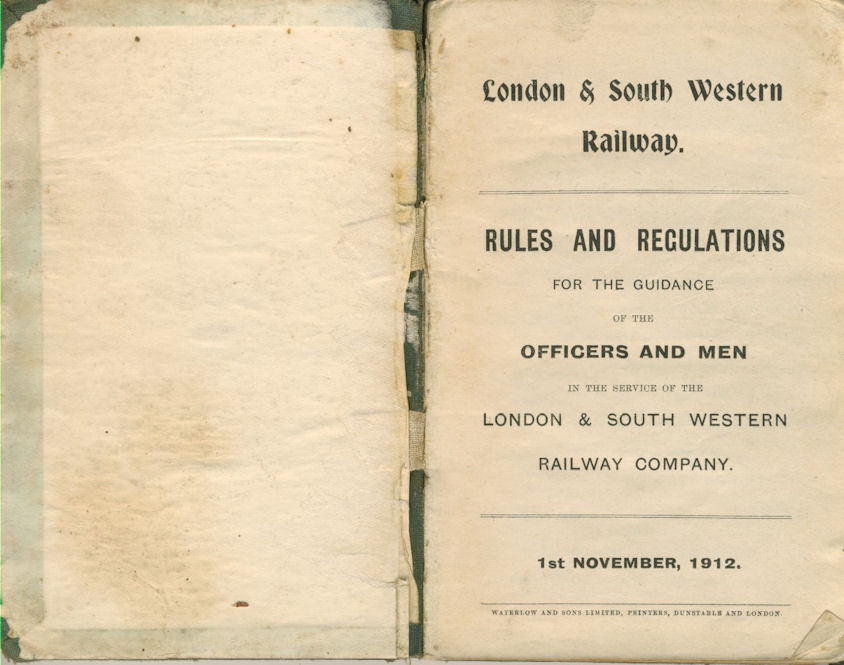 London & South Western
Railway.
RULES AND REGULATIONS
FOR THE GUIDANCE
OF THE
OFFICERS AND MEN
IN THE SERVICE OF THE
LONDON & SOUTH WESTERN
RAILWAY COMPANY.
1st NOVEMBER, 1912.
WATERLOW AND SONS LIMITED, PRINTERS, DUNSTABLE AND LONDON.